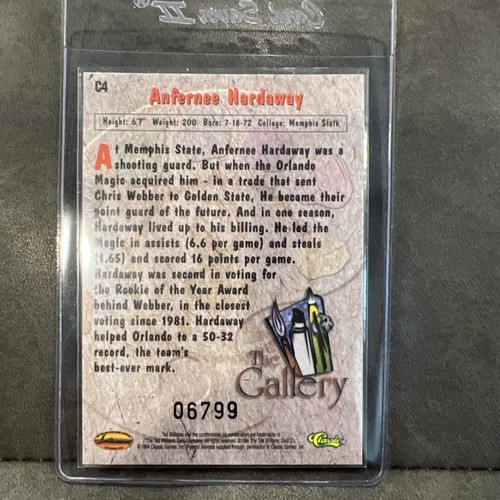 Card Saver II
C4
Anfernee Hardaway
Height: 6'7" Weight: 200 Born: 7-18-72 College: Memphis State
At Memphis State, Anfernee Hardaway was a
shooting guard. But when the Orlando
Magic acquired him - in a trade that sent
Chris Webber to Golden State, He became their
point guard of the future. And in one season,
Hardaway lived up to his billing. He led the
Magic in assists (6.6 per game) and steals
(1.65) and scored 16 points per game.
Hardaway was second in voting for
the Rookie of the Year Award
behind Webber, in the closest
voting since 1981. Hardaway
helped Orlando to a 50-32
record, the team's
best-ever mark.
The
Gallery
06799
Classic